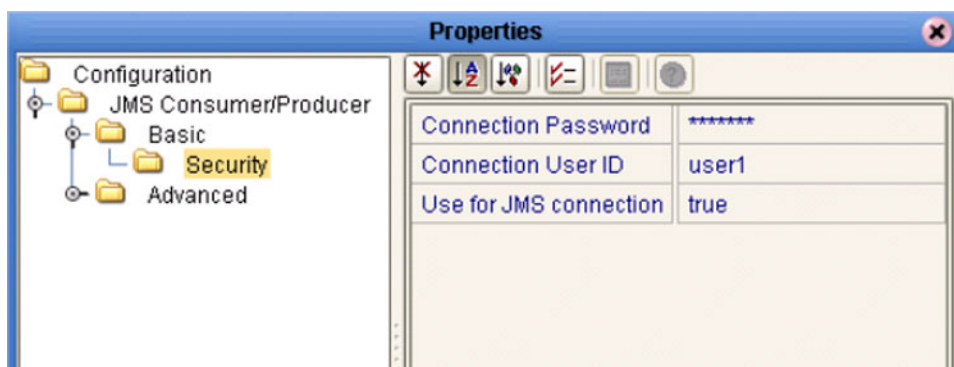 Properties
Configuration
JMS Consumer/Producer
Basic
Security
Advanced
Connection Password *******
Connection User ID user1
Use for JMS connection true